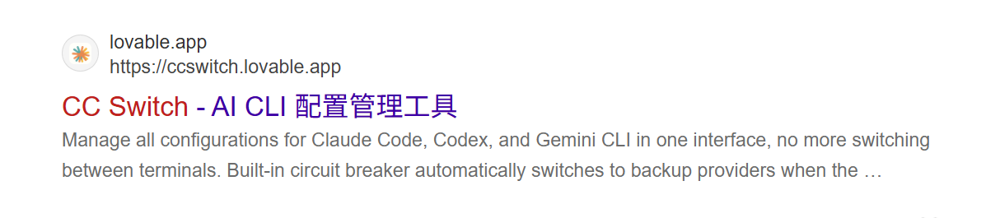 lovable.app
https://ccswitch.lovable.app
CC Switch - AI CLI 配置管理工具
Manage all configurations for Claude Code, Codex, and Gemini CLI in one interface, no more switching
between terminals. Built-in circuit breaker automatically switches to backup providers when the …